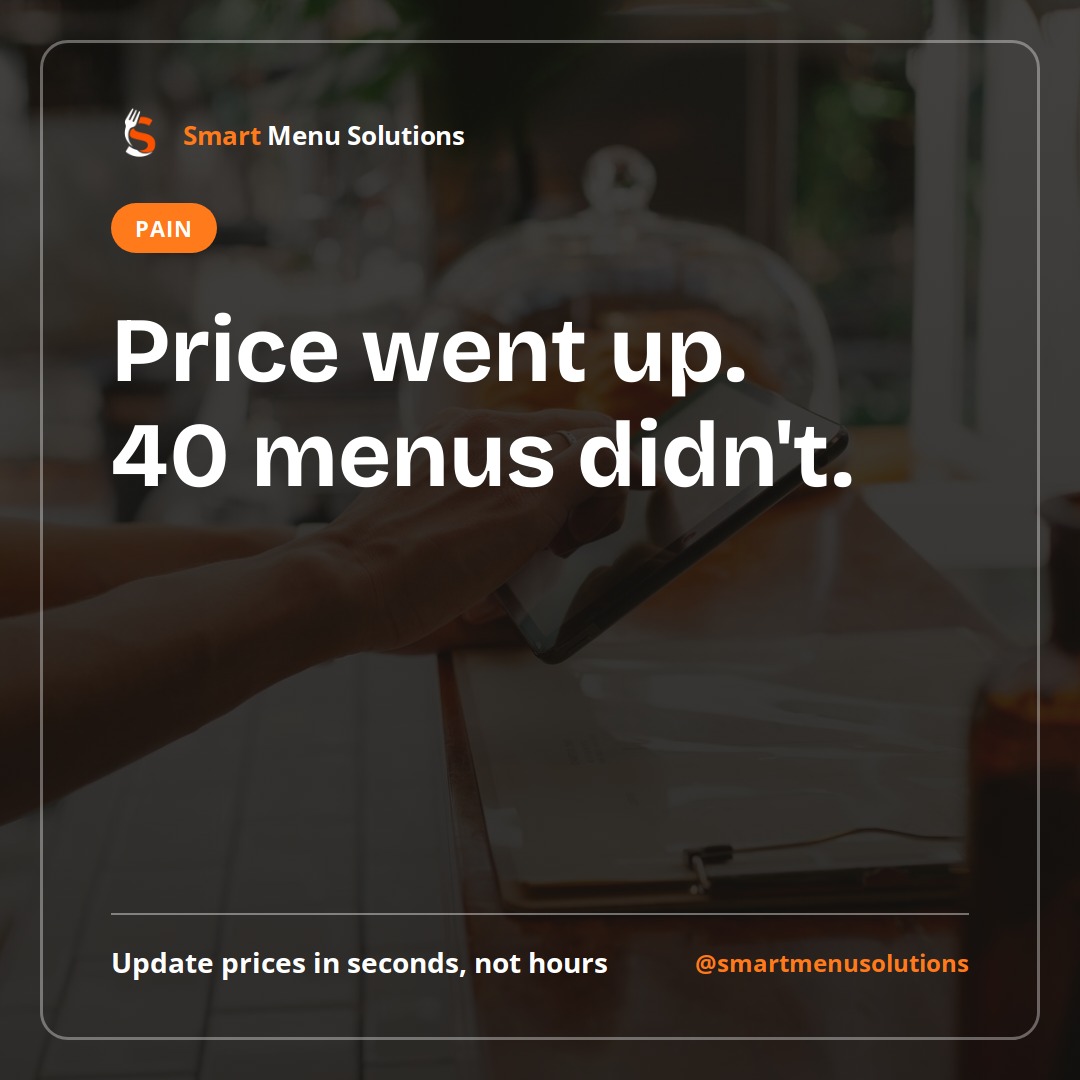 Smart Menu Solutions
PAIN
Price went up.
40 menus didn't.
Update prices in seconds, not hours
@smartmenusolutions